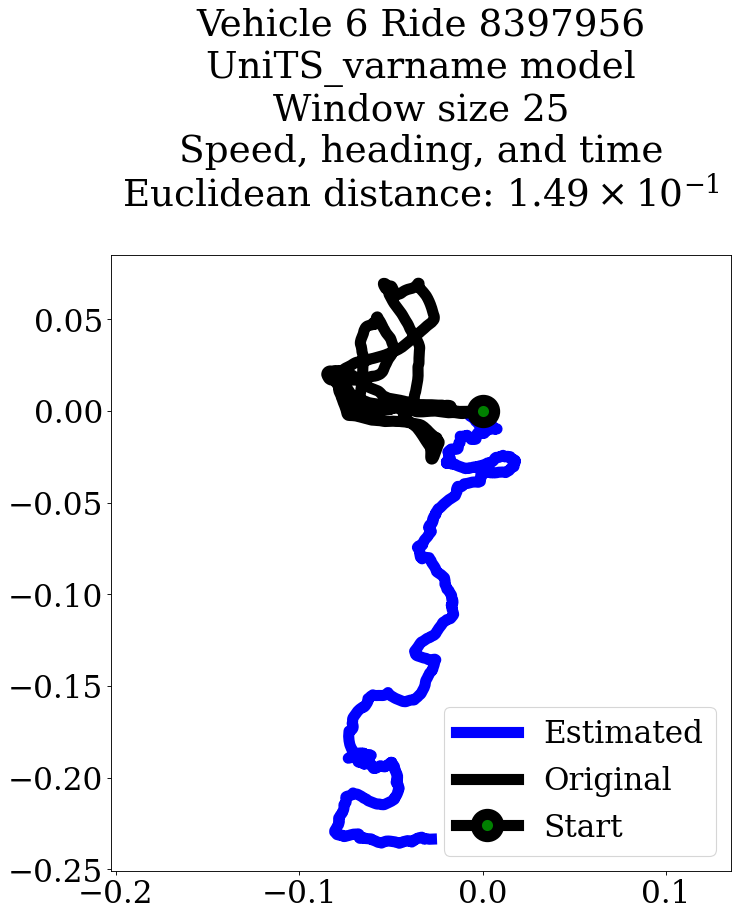 Vehicle 6 Ride 8397956
UniTS_varname model
Window size 25
Speed, heading, and time
Euclidean distance: 1.49 × 10⁻¹
0.05
0.00
−0.05
−0.10
−0.15
−0.20
−0.25
Estimated
Original
Start
−0.2
−0.1
0.0
0.1